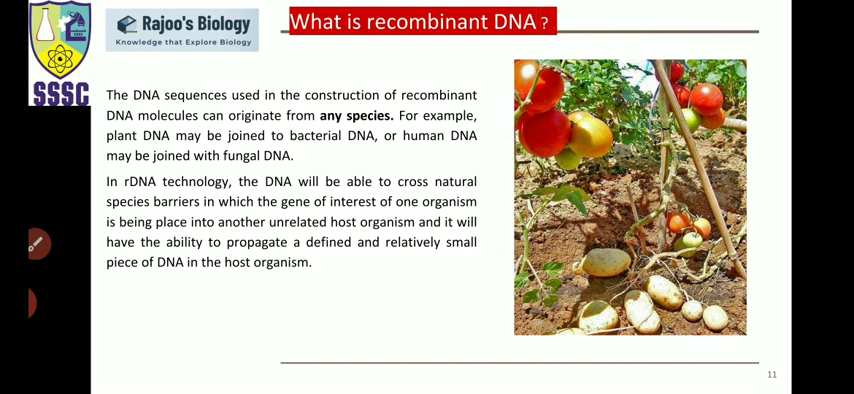 SSSC
Rajoo's Biology
Knowledge that Explore Biology
What is recombinant DNA ?
The DNA sequences used in the construction of recombinant
DNA molecules can originate from any species. For example,
plant DNA may be joined to bacterial DNA, or human DNA
may be joined with fungal DNA.
In rDNA technology, the DNA will be able to cross natural
species barriers in which the gene of interest of one organism
is being place into another unrelated host organism and it will
have the ability to propagate a defined and relatively small
piece of DNA in the host organism.
11